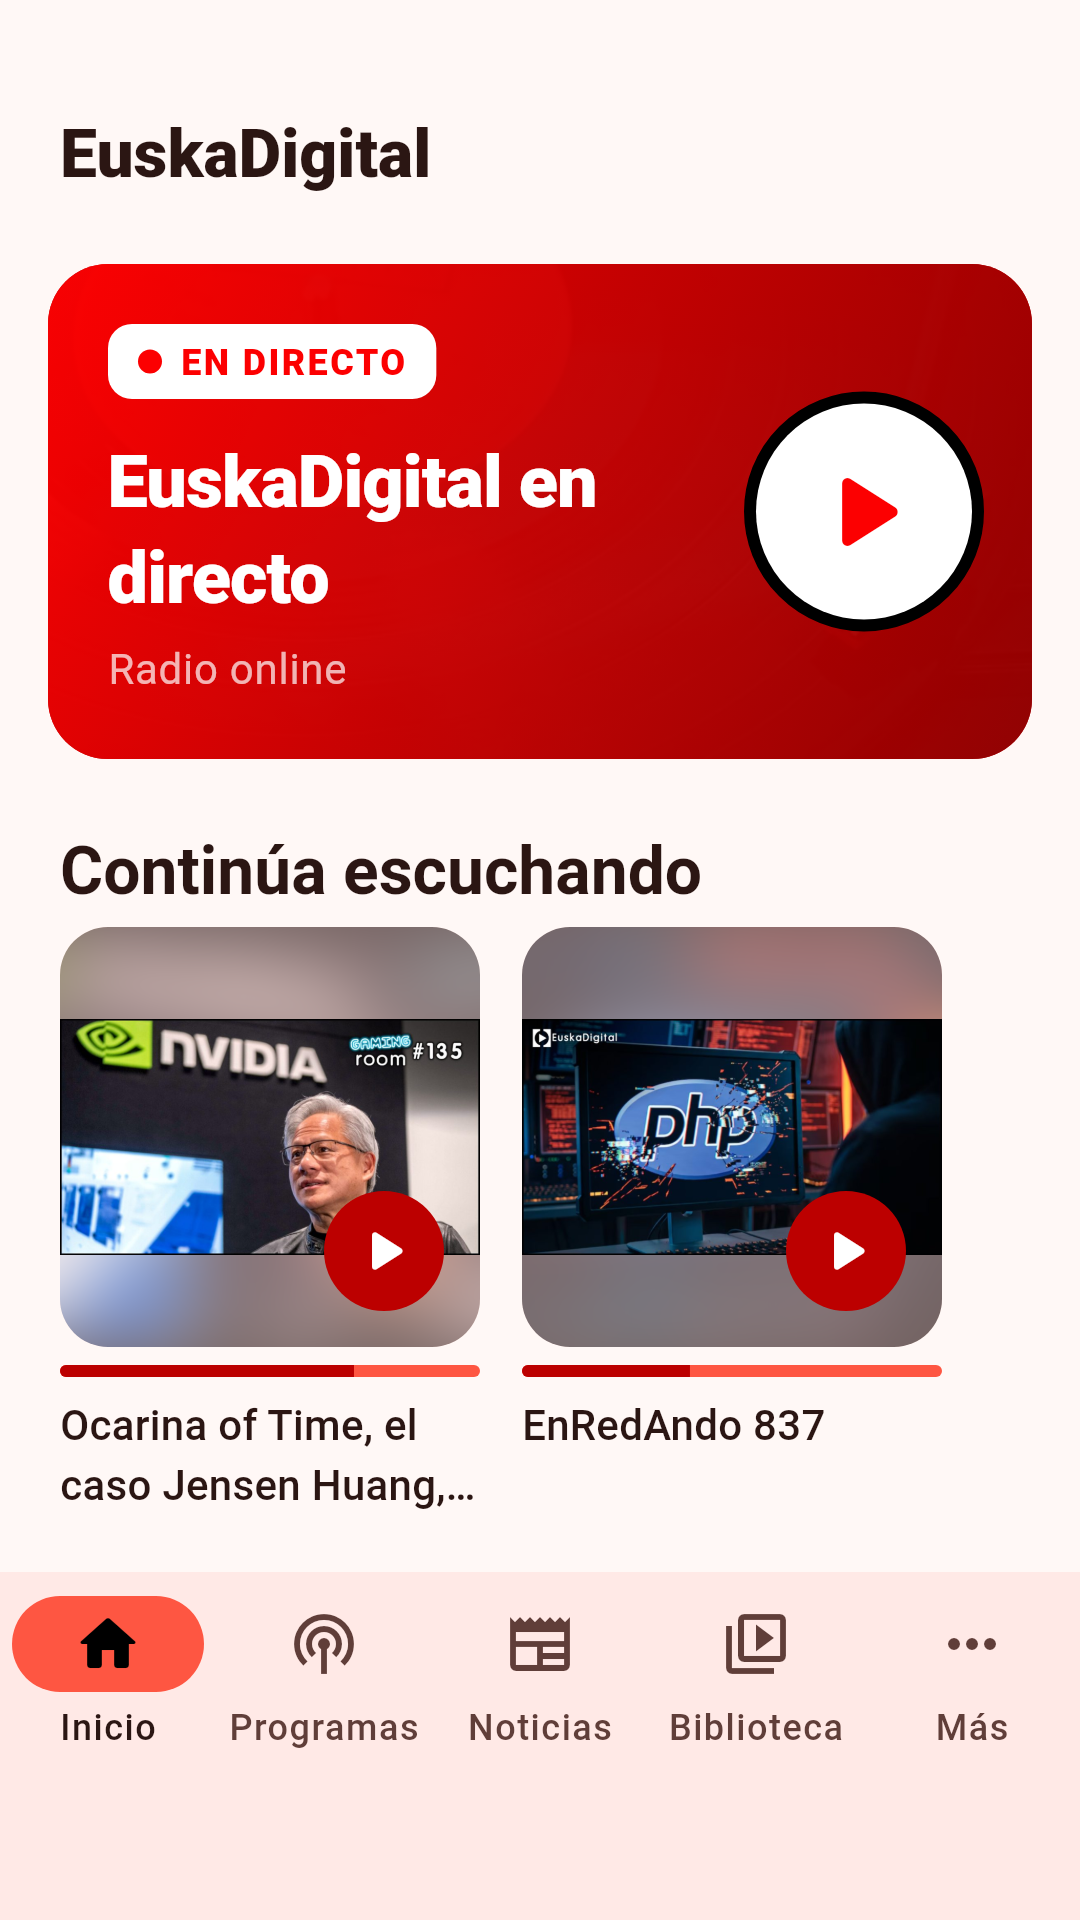 EuskaDigital
EN DIRECTO
EuskaDigital en
directo
Radio online
Continúa escuchando
NVIDIA
GAMING
room #135
EuskaDigital
php
Ocarina of Time, el
caso Jensen Huang,...
EnRedAndo 837
Inicio
Programas
Noticias
Biblioteca
Más